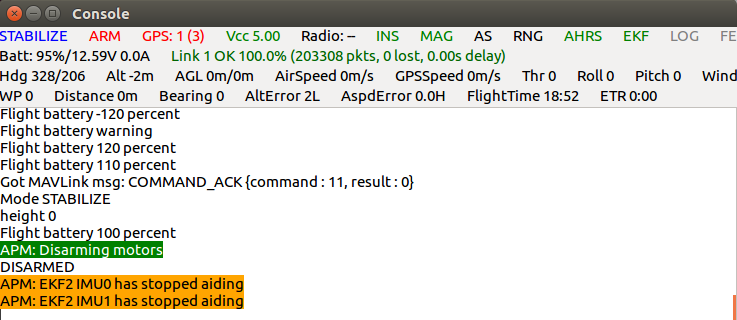 Console
STABILIZE ARM GPS: 1 (3) Vcc 5.00 Radio: -- INS MAG AS RNG AHRS EKF LOG FE
Batt: 95%/12.59V 0.0A Link 1 OK 100.0% (203308 pkts, 0 lost, 0.00s delay)
Hdg 328/206 Alt -2m AGL 0m/0m AirSpeed 0m/s GPSSpeed 0m/s Thr 0 Roll 0 Pitch 0 Wind
WP 0 Distance 0m Bearing 0 AltError 2L AspdError 0.0H FlightTime 18:52 ETR 0:00
Flight battery -120 percent
Flight battery warning
Flight battery 120 percent
Flight battery 110 percent
Got MAVLink msg: COMMAND_ACK {command : 11, result : 0}
Mode STABILIZE
height 0
Flight battery 100 percent
APM: Disarming motors
DISARMED
APM: EKF2 IMU0 has stopped aiding
APM: EKF2 IMU1 has stopped aiding